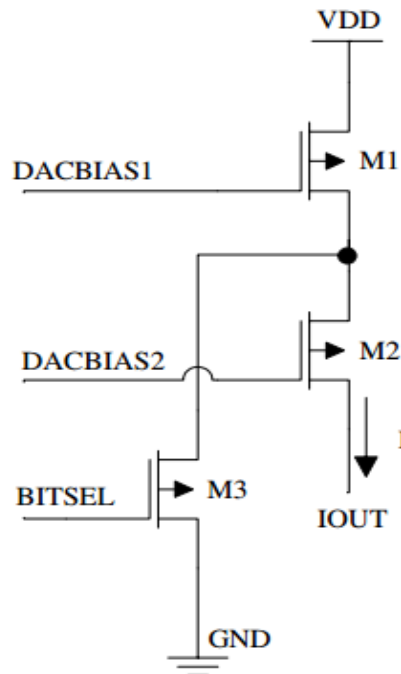 VDD
M1
DACBIAS1
M2
DACBIAS2
M3
BITSEL
IOUT
GND